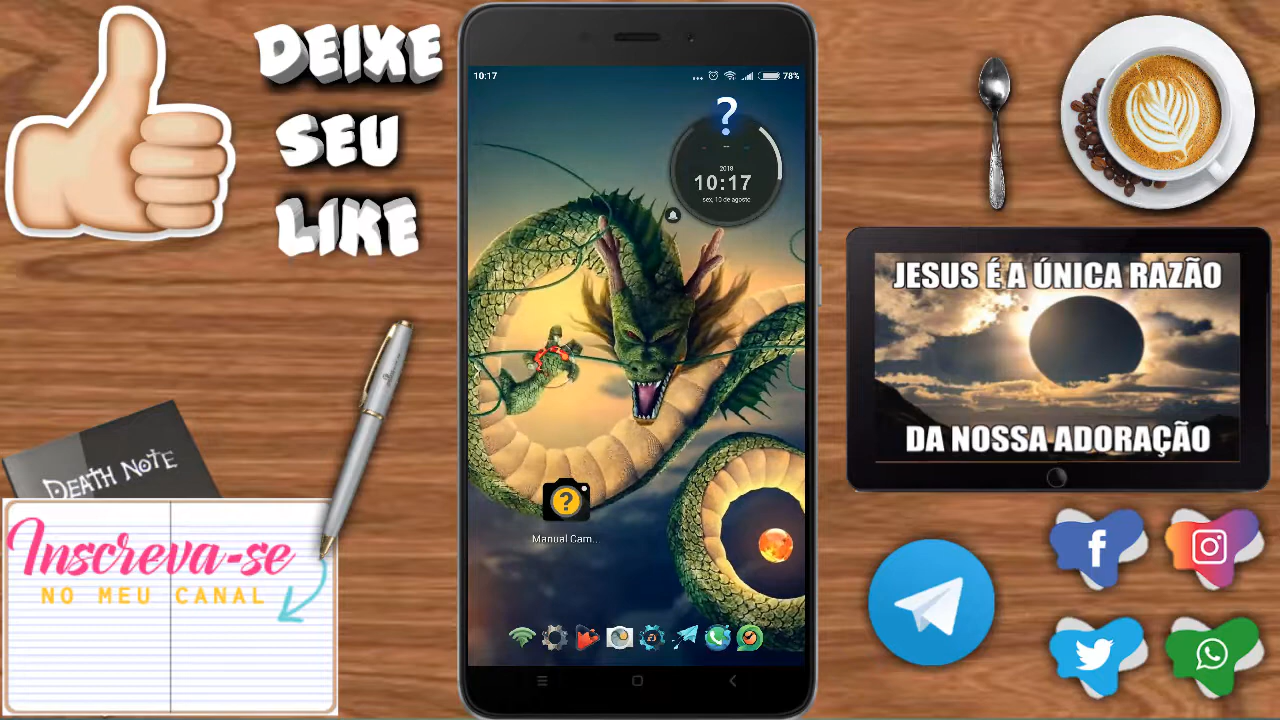 DEIXE
SEU
LIKE
10:17
78%
?
2018
10:17
sex, 10 de agosto
?
Manual Cam...
DEATH NOTE
Inscreva-se
NO MEU CANAL
JESUS É A ÚNICA RAZÃO
DA NOSSA ADORAÇÃO